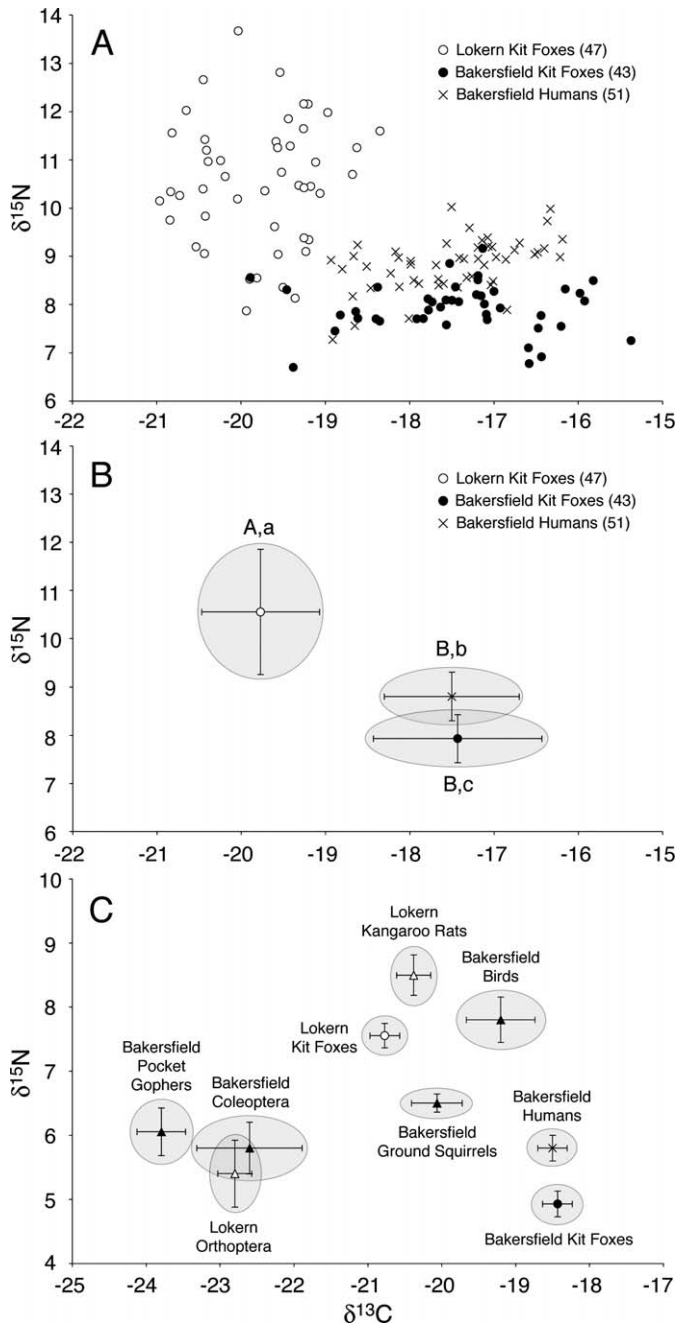 14
13
12
11
10
9
8
7
6
δ15N
A
Lokern Kit Foxes (47)
Bakersfield Kit Foxes (43)
Bakersfield Humans (51)
-22 -21 -20 -19 -18 -17 -16 -15
14
13
12
11
10
9
8
7
6
δ15N
B
Lokern Kit Foxes (47)
Bakersfield Kit Foxes (43)
Bakersfield Humans (51)
A,a
B,b
B,c
-22 -21 -20 -19 -18 -17 -16 -15
10
9
8
7
6
5
4
δ15N
C
Lokern
Kangaroo Rats
Bakersfield
Birds
Lokern
Kit Foxes
Bakersfield
Pocket
Gophers
Bakersfield
Coleoptera
Bakersfield
Ground Squirrels
Bakersfield
Humans
Lokern
Orthoptera
Bakersfield Kit Foxes
-25 -24 -23 -22 -21 -20 -19 -18 -17
δ13C